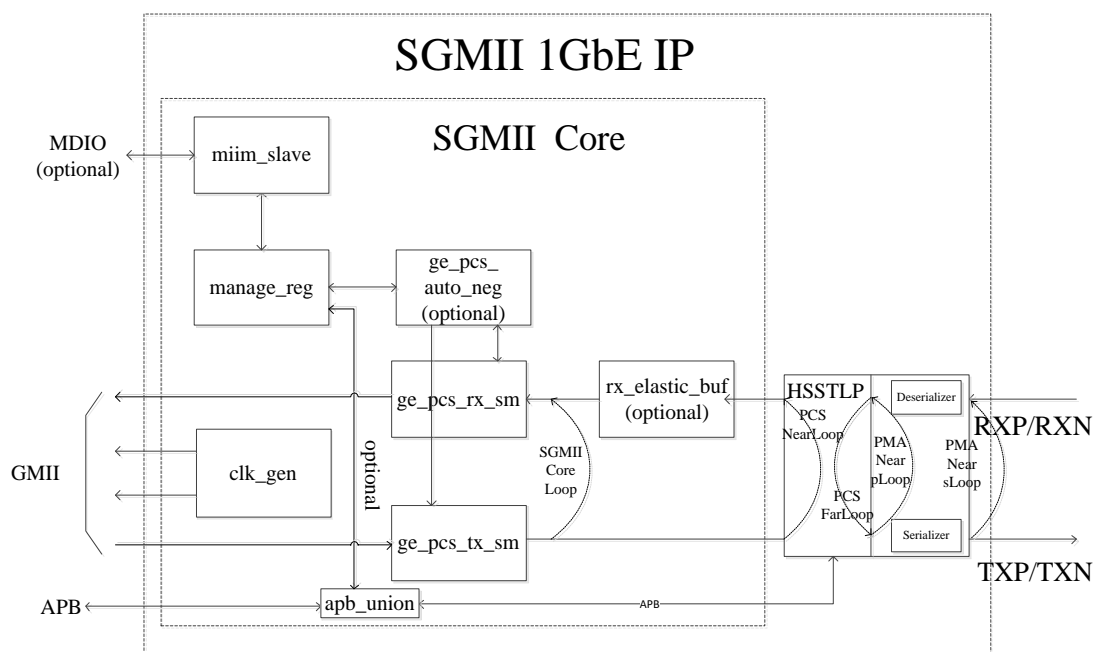 SGMII 1GbE IP
SGMII Core
MDIO
(optional)
miim_slave
manage_reg
ge_pcs_
auto_neg
(optional)
ge_pcs_rx_sm
rx_elastic_buf
(optional)
HSSTLP
PCS
NearLoop
Deserializer
RXP/RXN
GMII
clk_gen
optional
SGMII
Core
Loop
PMA
Near
pLoop
PMA
Near
sLoop
PCS
FarLoop
ge_pcs_tx_sm
Serializer
TXP/TXN
APB
apb_union
APB